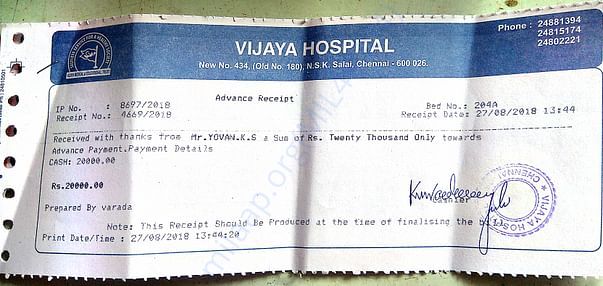 Phone : 24881394
24815174
24802221
VIJAYA HOSPITAL
New No. 434, (Old No. 180), N.S.K. Salai, Chennai - 600 026.
Advance Receipt
IP No. : 8697/2018 Bed No.: 204A
Receipt No.: 4669/2018 Receipt Date: 27/08/2018 13:44
Received with thanks from Mr.YOVAN.K.S a Sum of Rs. Twenty Thousand Only towards
Advance Payment.Payment Details
CASH: 20000.00
Rs.20000.00
Cashier
Prepared By varada
VIJAYA HOSPITAL
CHENNAI
Note: This Receipt Should Be Produced at the time of finalising the bill
Print Date/Time : 27/08/2018 13:44:20